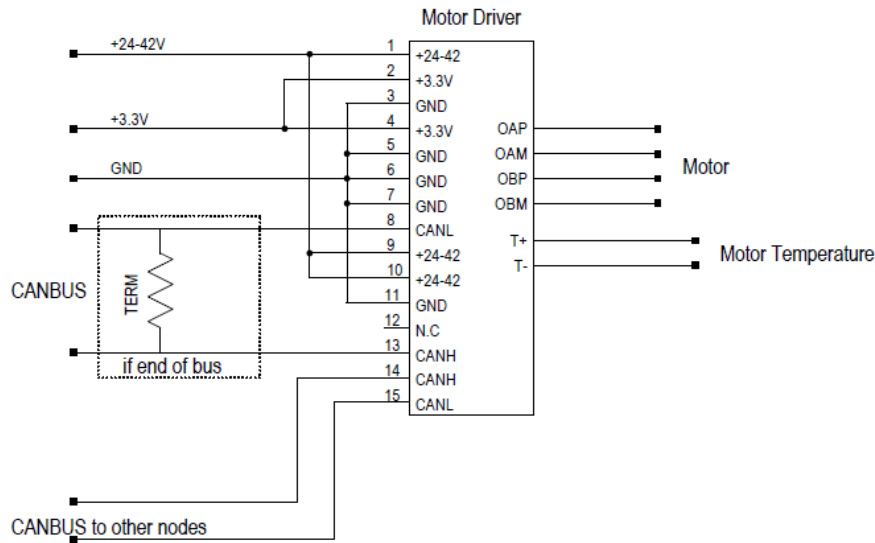 Motor Driver
+24-42V
1
+24-42
2
+3.3V
3
GND
+3.3V
4
+3.3V
OAP
5
GND
OAM
Motor
GND
6
GND
OBP
7
GND
OBM
8
CANL
T+
9
+24-42
Motor Temperature
T-
10
+24-42
CANBUS
TERM
11
GND
12
N.C
13
CANH
if end of bus
14
CANH
15
CANL
CANBUS to other nodes